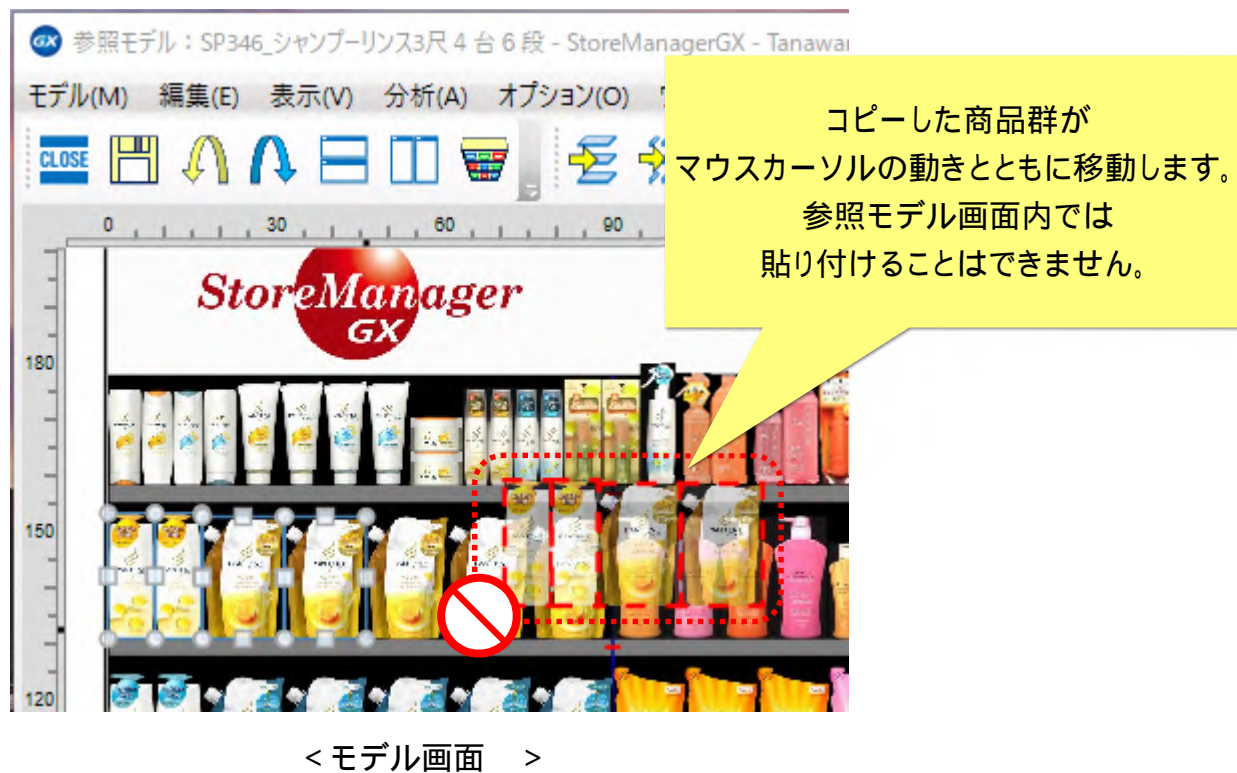 GX 参照モデル：SP346_シャンプーリンス3尺４台６段 - StoreManagerGX - Tanawar
モデル(M) 編集(E) 表示(V) 分析(A) オプション(O)
CLOSE
コピーした商品群が
マウスカーソルの動きとともに移動します。
参照モデル画面内では
貼り付けることはできません。
0 30 60 90
StoreManager
GX
180
150
120
<モデル画面 >